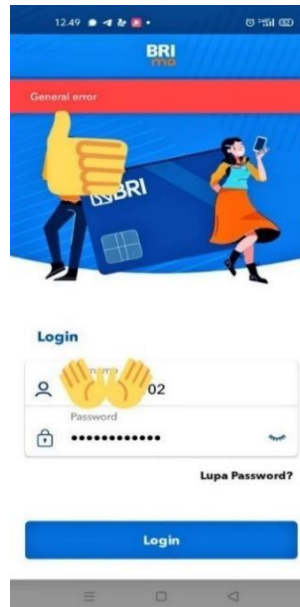 12.49
BRI
mo
General error
BRI
Login
02
Password
••••••••••••
Lupa Password?
Login